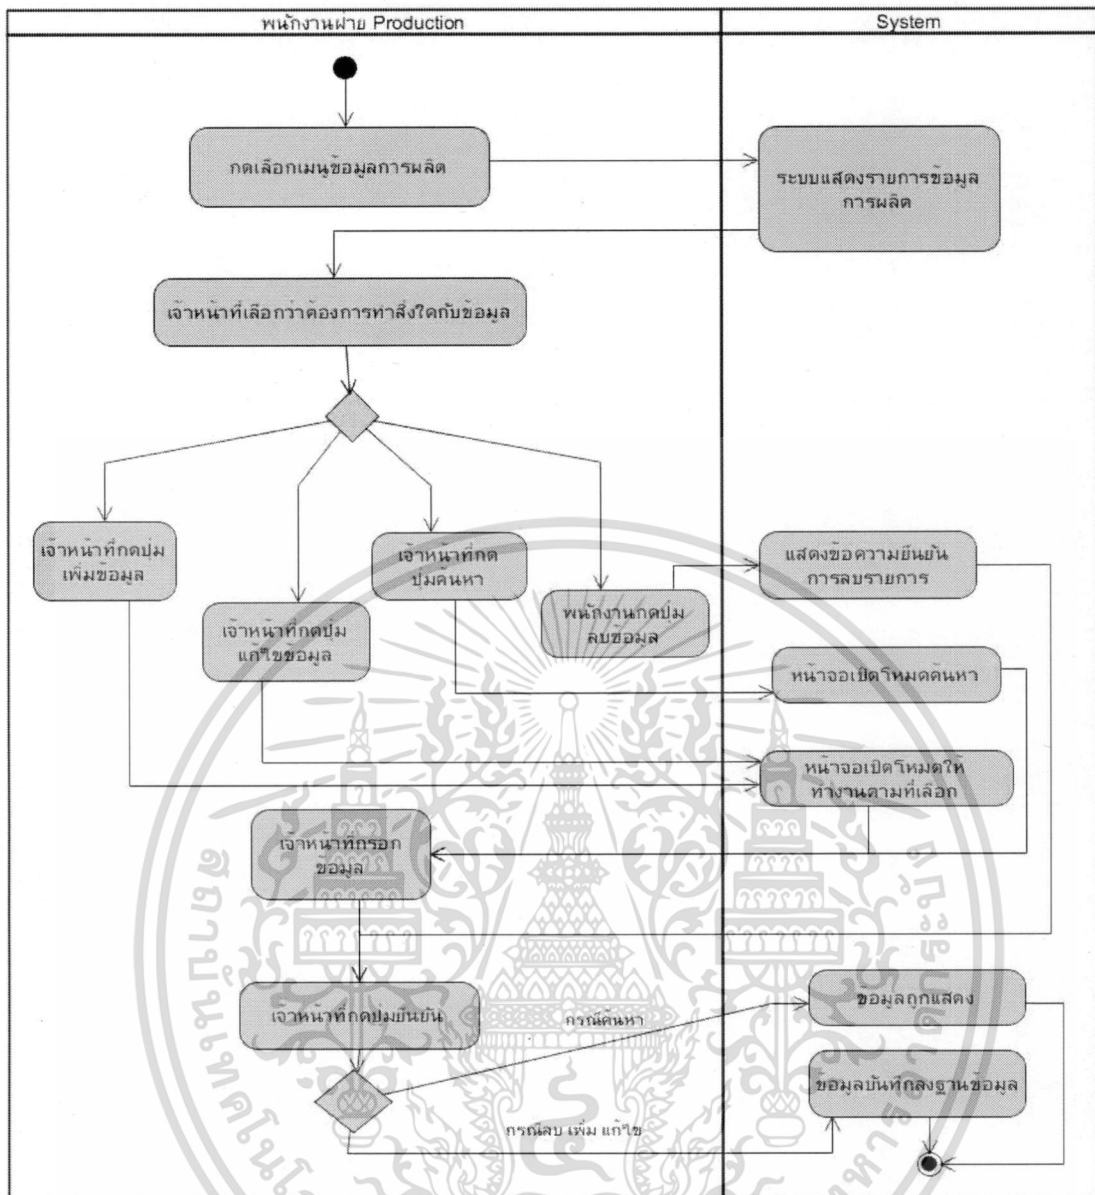 พนักงานฝ่าย Production
System
กดเลือกเมนูข้อมูลการผลิต
ระบบแสดงรายการข้อมูล
การผลิต
เจ้าหน้าที่เลือกว่าต้องการทำสิ่งใดกับข้อมูล
เจ้าหน้าที่กดปุ่ม
เพิ่มข้อมูล
เจ้าหน้าที่กด
ปุ่มค้นหา
แสดงข้อความยืนยัน
การลบรายการ
เจ้าหน้าที่กดปุ่ม
แก้ไขข้อมูล
พนักงานกดปุ่ม
ลบข้อมูล
หน้าจอเปิดโหมดค้นหา
หน้าจอเปิดโหมดให้
ทำงานตามที่เลือก
เจ้าหน้าที่กรอก
ข้อมูล
เจ้าหน้าที่กดปุ่มยืนยัน
กรณีค้นหา
ข้อมูลถูกแสดง
ข้อมูลบันทึกลงฐานข้อมูล
กรณีลบ เพิ่ม แก้ไข